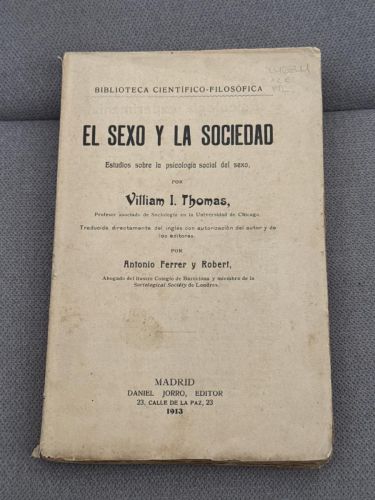 BIBLIOTECA CIENTÍFICO-FILOSÓFICA
EL SEXO Y LA SOCIEDAD
Estudios sobre la psicología social del sexo,
POR
Villiam I. Thomas,
Profesor asociado de Sociología en la Universidad de Chicago.
Traducida directamente del inglés con autorización del autor y de
los editores.
POR
Antonio Ferrer y Robert,
Abogado del Ilustre Colegio de Barcelona y miembro de la
Sociological Society de Londres.
MADRID
DANIEL JORRO, EDITOR
23, CALLE DE LA PAZ, 23
1913